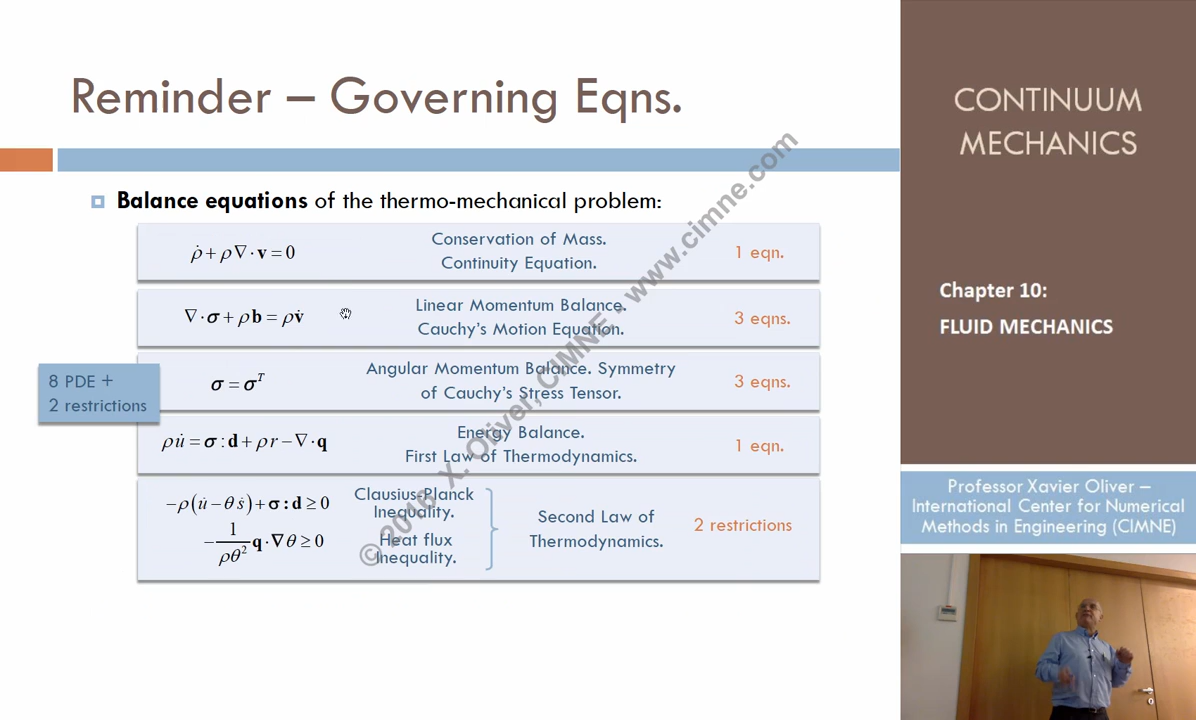 Reminder – Governing Eqns.
CONTINUUM
MECHANICS
Chapter 10:
FLUID MECHANICS
Balance equations of the thermo-mechanical problem:
ρ̇ + ρ∇·v = 0
Conservation of Mass.
Continuity Equation.
1 eqn.
∇·σ + ρb = ρv̇
Linear Momentum Balance.
Cauchy's Motion Equation.
3 eqns.
8 PDE +
2 restrictions
σ = σ^T
Angular Momentum Balance. Symmetry
of Cauchy's Stress Tensor.
3 eqns.
ρu̇ = σ : d + ρr − ∇·q
Energy Balance.
First Law of Thermodynamics.
1 eqn.
−ρ(u̇ − θṡ) + σ : d ≥ 0
Clausius-Planck
Inequality.
−1/(ρθ²) q·∇θ ≥ 0
Heat flux
Inequality.
Second Law of
Thermodynamics.
2 restrictions
© 2016 X. Oliver, CIMNE - www.cimne.com
Professor Xavier Oliver –
International Center for Numerical
Methods in Engineering (CIMNE)